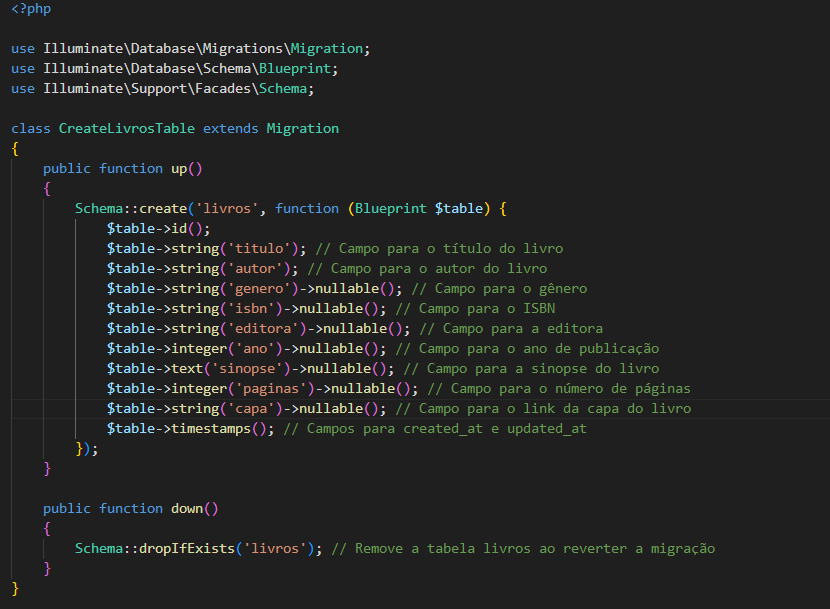 <?php
use Illuminate\Database\Migrations\Migration;
use Illuminate\Database\Schema\Blueprint;
use Illuminate\Support\Facades\Schema;
class CreateLivrosTable extends Migration
{
    public function up()
    {
        Schema::create('livros', function (Blueprint $table) {
            $table->id();
            $table->string('titulo'); // Campo para o título do livro
            $table->string('autor'); // Campo para o autor do livro
            $table->string('genero')->nullable(); // Campo para o gênero
            $table->string('isbn')->nullable(); // Campo para o ISBN
            $table->string('editora')->nullable(); // Campo para a editora
            $table->integer('ano')->nullable(); // Campo para o ano de publicação
            $table->text('sinopse')->nullable(); // Campo para a sinopse do livro
            $table->integer('paginas')->nullable(); // Campo para o número de páginas
            $table->string('capa')->nullable(); // Campo para o link da capa do livro
            $table->timestamps(); // Campos para created_at e updated_at
        });
    }
    public function down()
    {
        Schema::dropIfExists('livros'); // Remove a tabela livros ao reverter a migração
    }
}